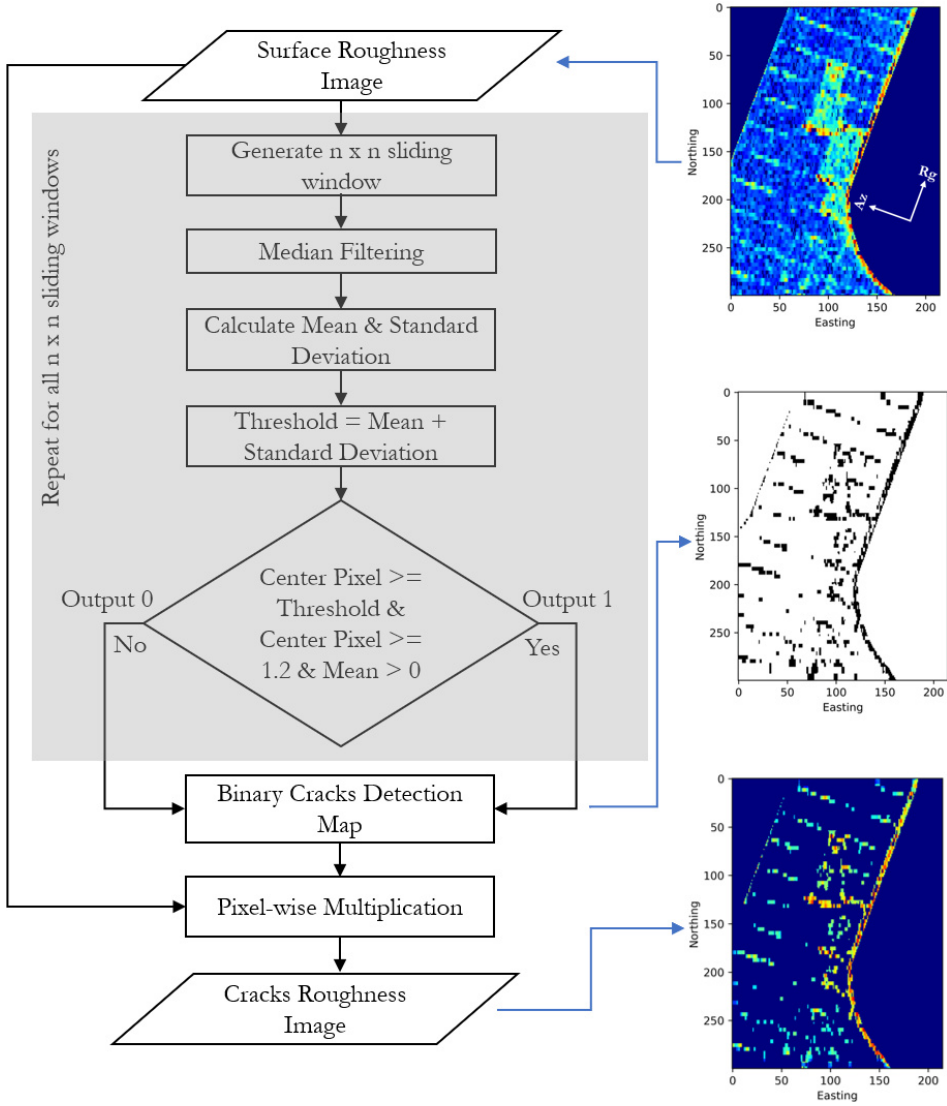 Surface Roughness
Image
Repeat for all n x n sliding windows
Generate n x n sliding
window
Median Filtering
Calculate Mean & Standard
Deviation
Threshold = Mean +
Standard Deviation
Center Pixel >=
Threshold &
Center Pixel >=
1.2 & Mean > 0
Output 0
No
Output 1
Yes
Binary Cracks Detection
Map
Pixel-wise Multiplication
Cracks Roughness
Image
0
50
100
150
200
250
Northing
0
50
100
150
200
Easting
Az
Rg
0
50
100
150
200
250
Northing
0
50
100
150
200
Easting
0
50
100
150
200
250
Northing
0
50
100
150
200
Easting